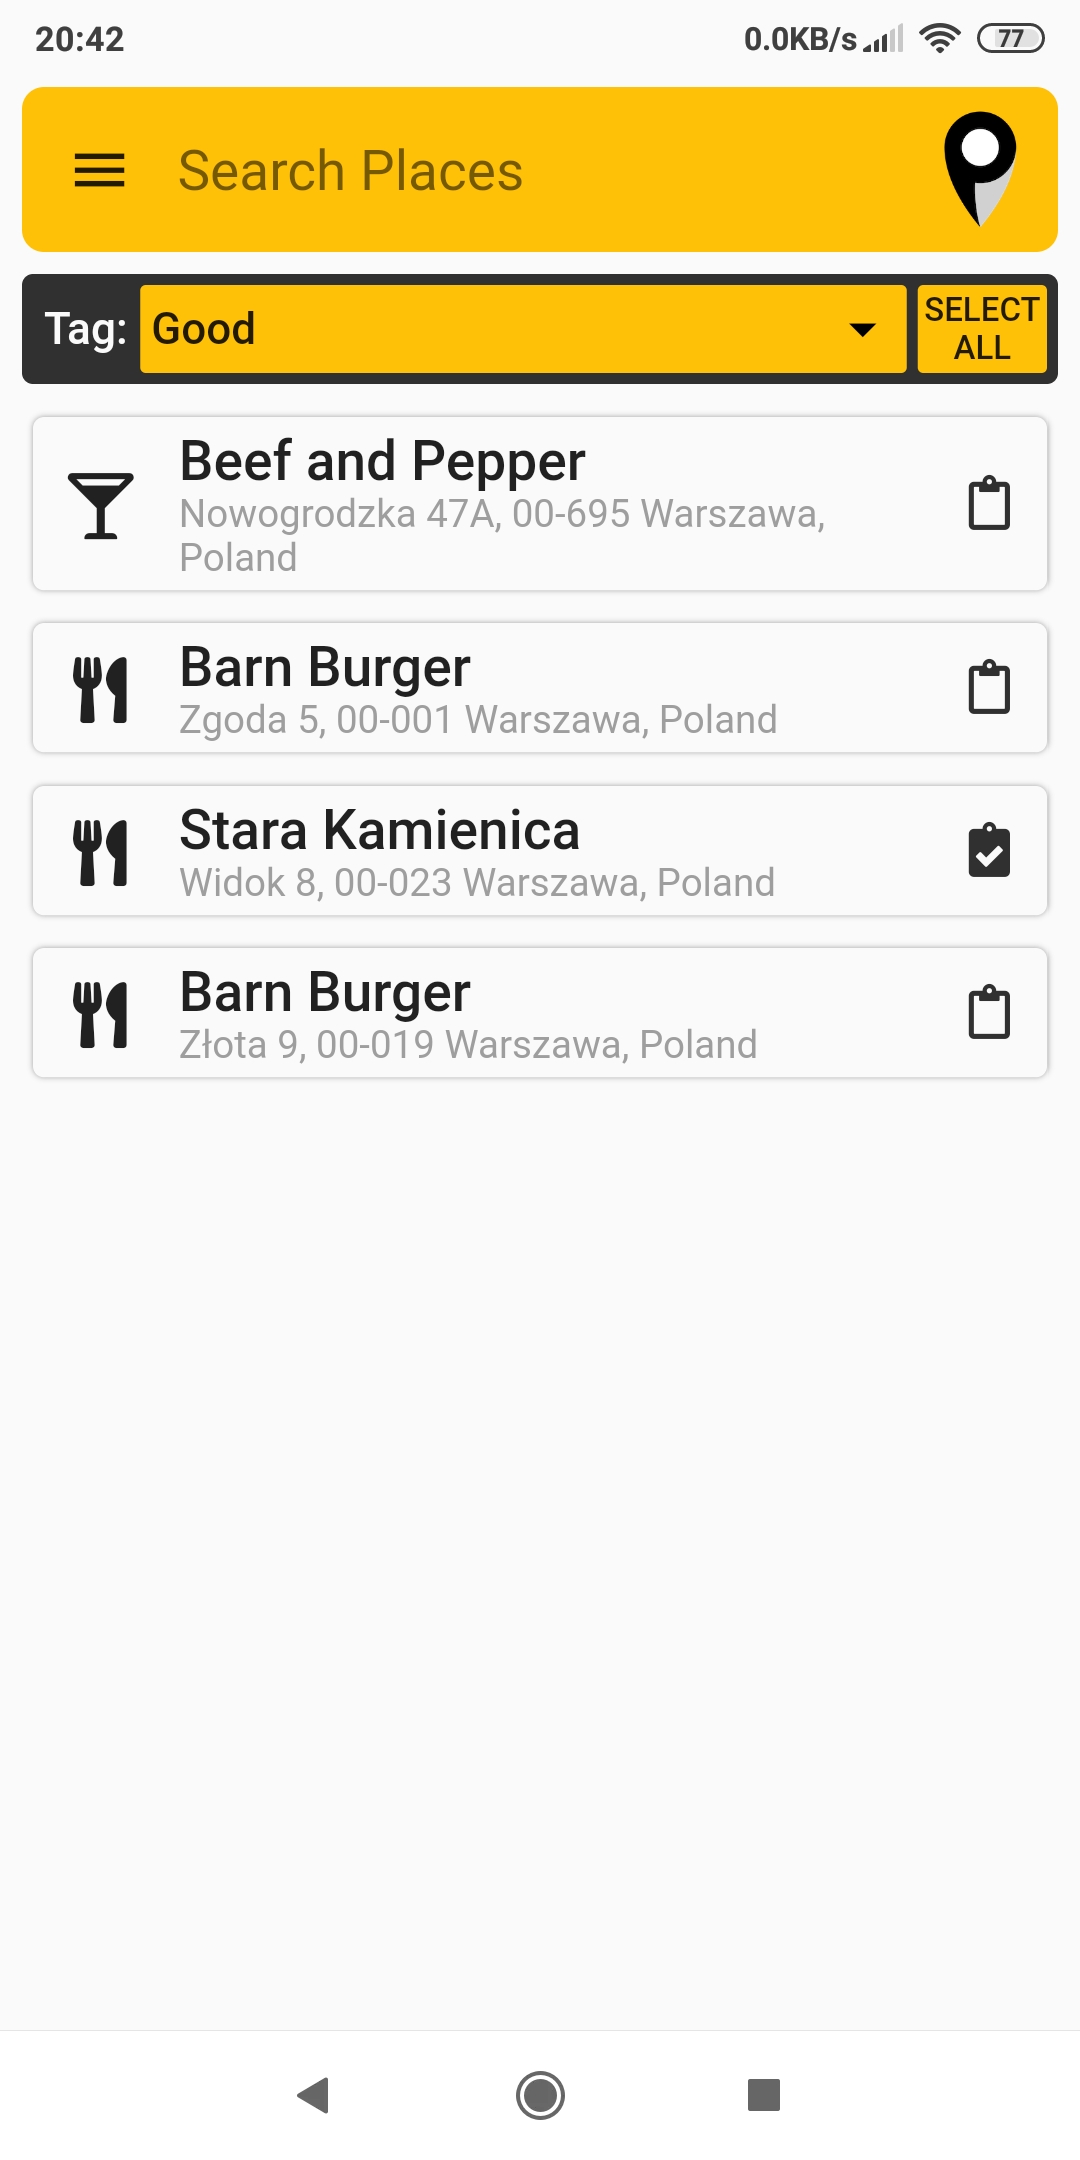 20:42
0.0KB/s
77
Search Places
Tag:
Good
SELECT
ALL
Beef and Pepper
Nowogrodzka 47A, 00-695 Warszawa,
Poland
Barn Burger
Zgoda 5, 00-001 Warszawa, Poland
Stara Kamienica
Widok 8, 00-023 Warszawa, Poland
Barn Burger
Złota 9, 00-019 Warszawa, Poland